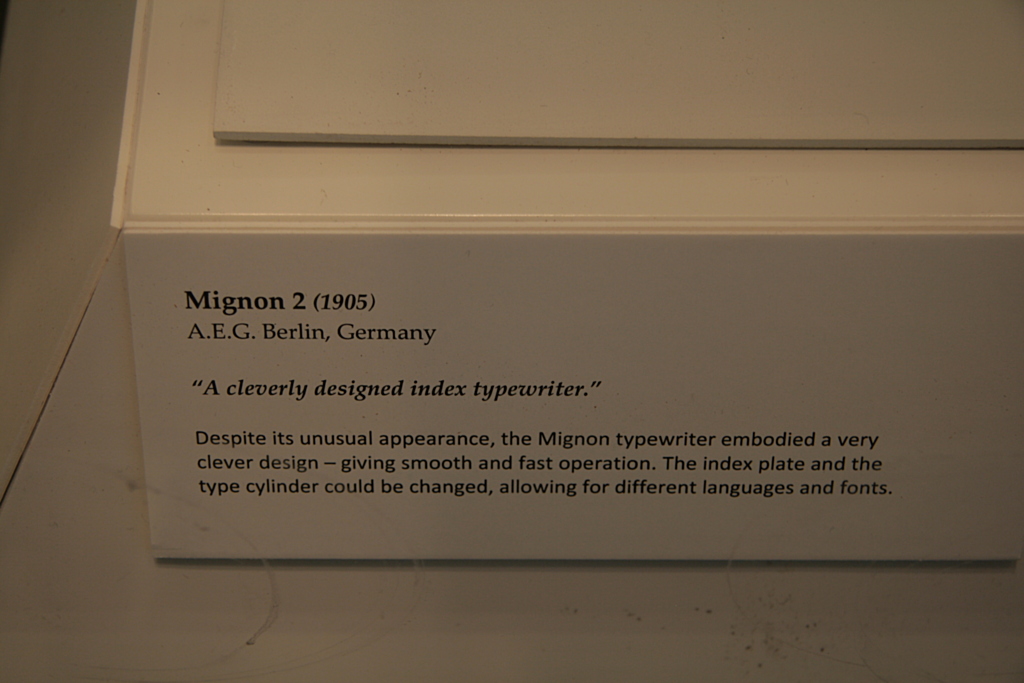 Mignon 2 (1905)
A.E.G. Berlin, Germany
“A cleverly designed index typewriter.”
Despite its unusual appearance, the Mignon typewriter embodied a very
clever design – giving smooth and fast operation. The index plate and the
type cylinder could be changed, allowing for different languages and fonts.